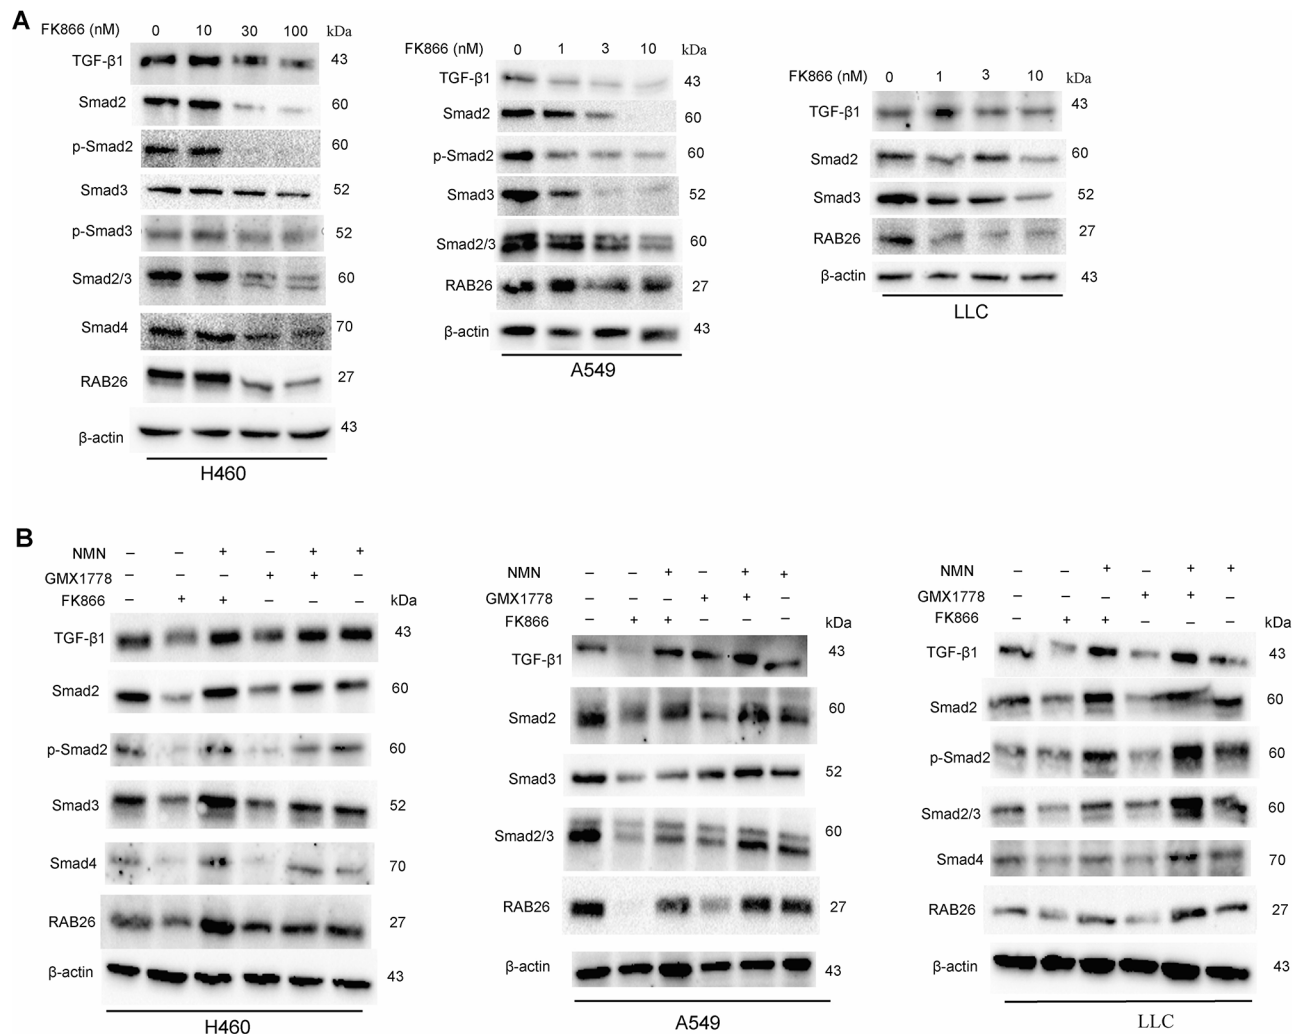 A
FK866 (nM) 0 10 30 100 kDa
TGF-β1 43
Smad2 60
p-Smad2 60
Smad3 52
p-Smad3 52
Smad2/3 60
Smad4 70
RAB26 27
β-actin 43
H460
FK866 (nM) 0 1 3 10 kDa
TGF-β1 43
Smad2 60
p-Smad2 60
Smad3 52
Smad2/3 60
RAB26 27
β-actin 43
A549
FK866 (nM) 0 1 3 10 kDa
TGF-β1 43
Smad2 60
Smad3 52
RAB26 27
β-actin 43
LLC
B
NMN – – + – + +
GMX1778 – – – + + –
FK866 – + + – – – kDa
TGF-β1 43
Smad2 60
p-Smad2 60
Smad3 52
Smad4 70
RAB26 27
β-actin 43
H460
NMN – – + – + +
GMX1778 – – – + + –
FK866 – + + – – – kDa
TGF-β1 43
Smad2 60
Smad3 52
Smad2/3 60
RAB26 27
β-actin 43
A549
NMN – – + – + +
GMX1778 – – – + + –
FK866 – + + – – – kDa
TGF-β1 43
Smad2 60
p-Smad2 60
Smad2/3 60
Smad4 70
RAB26 27
β-actin 43
LLC